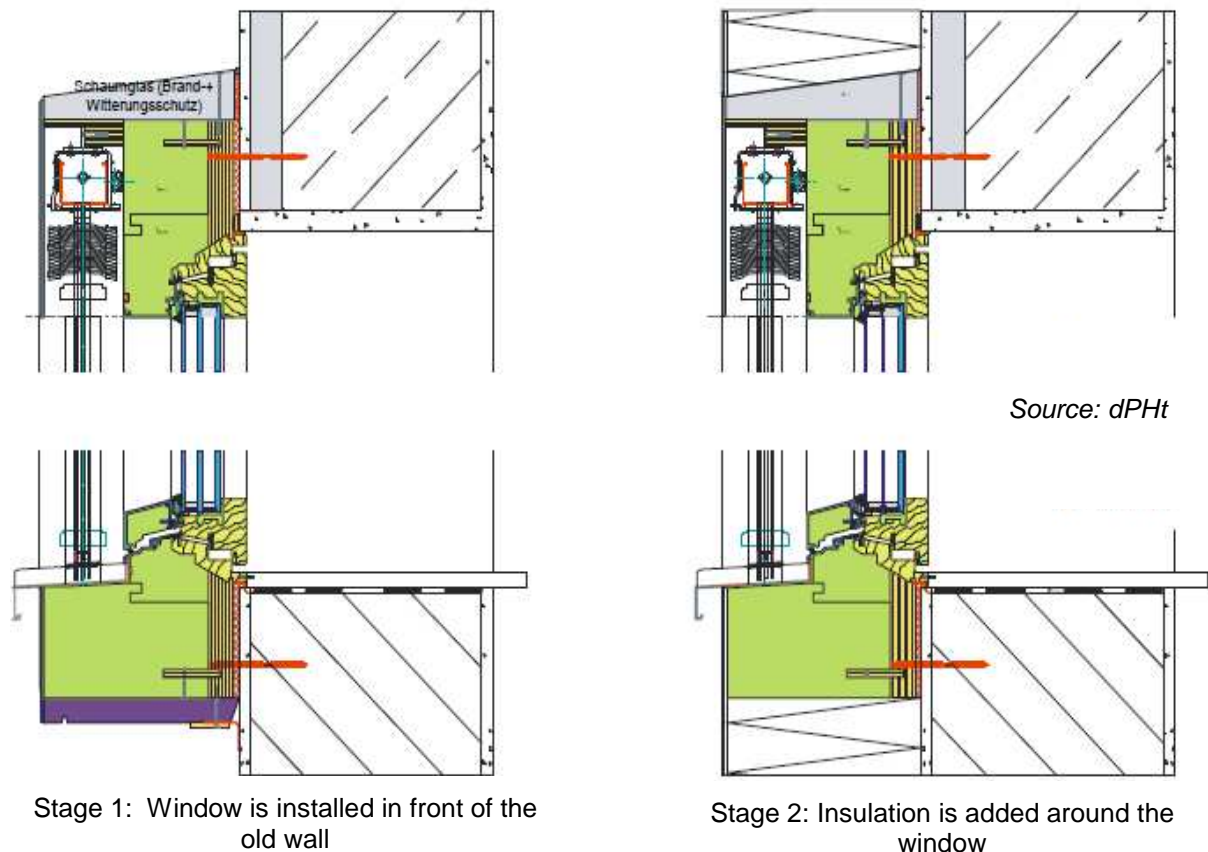 Schaumglas (Brand-+
Witterungsschutz)
Source: dPHt
Stage 1: Window is installed in front of the
old wall
Stage 2: Insulation is added around the
window